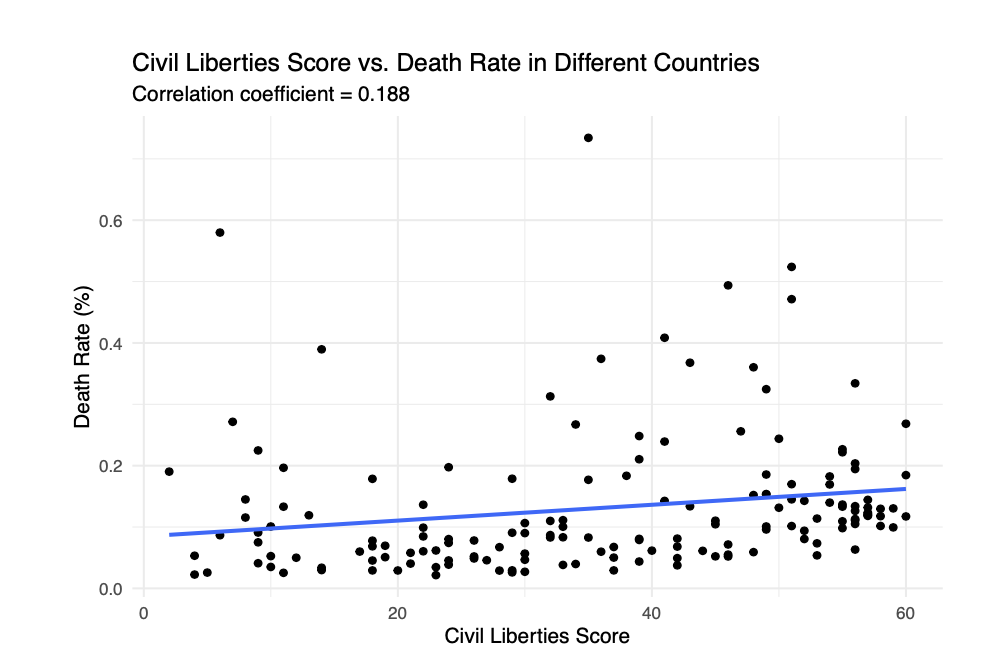 Civil Liberties Score vs. Death Rate in Different Countries
Correlation coefficient = 0.188
Death Rate (%)
0.6
0.4
0.2
0.0
0 20 40 60
Civil Liberties Score